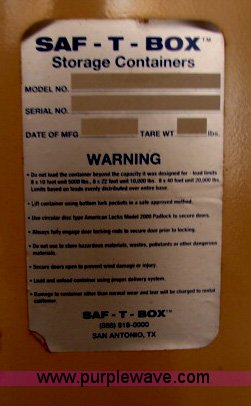 SAF - T - BOX™
Storage Containers
MODEL NO.
SERIAL NO.
DATE OF MFG TARE WT lbs.
WARNING
• Do not load the container beyond the capacity it was designed for - load limits
8 x 10 feet unit 5000 lbs., 8 x 22 feet unit 10,000 lbs. 8 x 40 feet unit 20,000 lbs.
Limits based on loads evenly distributed over entire base.
• Lift container using bottom fork pockets in a safe approved method.
• Use circular disc type American Locks Model 2000 Padlock to secure doors.
• Always fully engage door locking rods to secure door prior to locking.
• Do not use to store hazardous materials, wastes, pollutants or other dangerous
materials.
• Secure doors open to prevent wind damage or injury.
• Load and unload container using proper delivery system.
• Damage to container other than normal wear and tear will be charged to rental
customer.
SAF - T - BOX™
(888) 818-0000
SAN ANTONIO, TX
www.purplewave.com